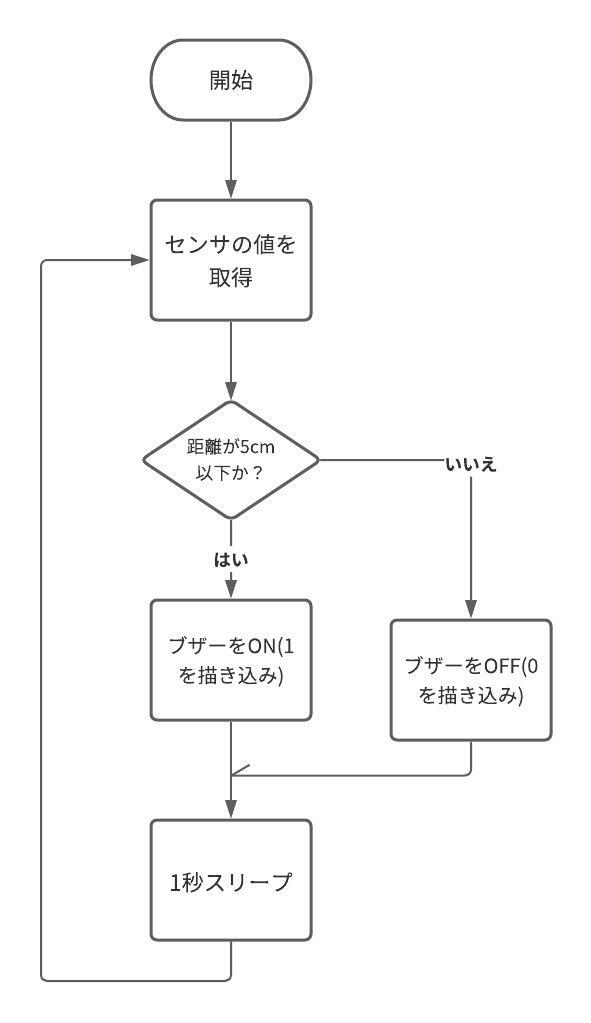 開始
センサの値を
取得
距離が5cm
以下か？
いいえ
はい
ブザーをON(1
を描き込み)
ブザーをOFF(0
を描き込み)
1秒スリープ